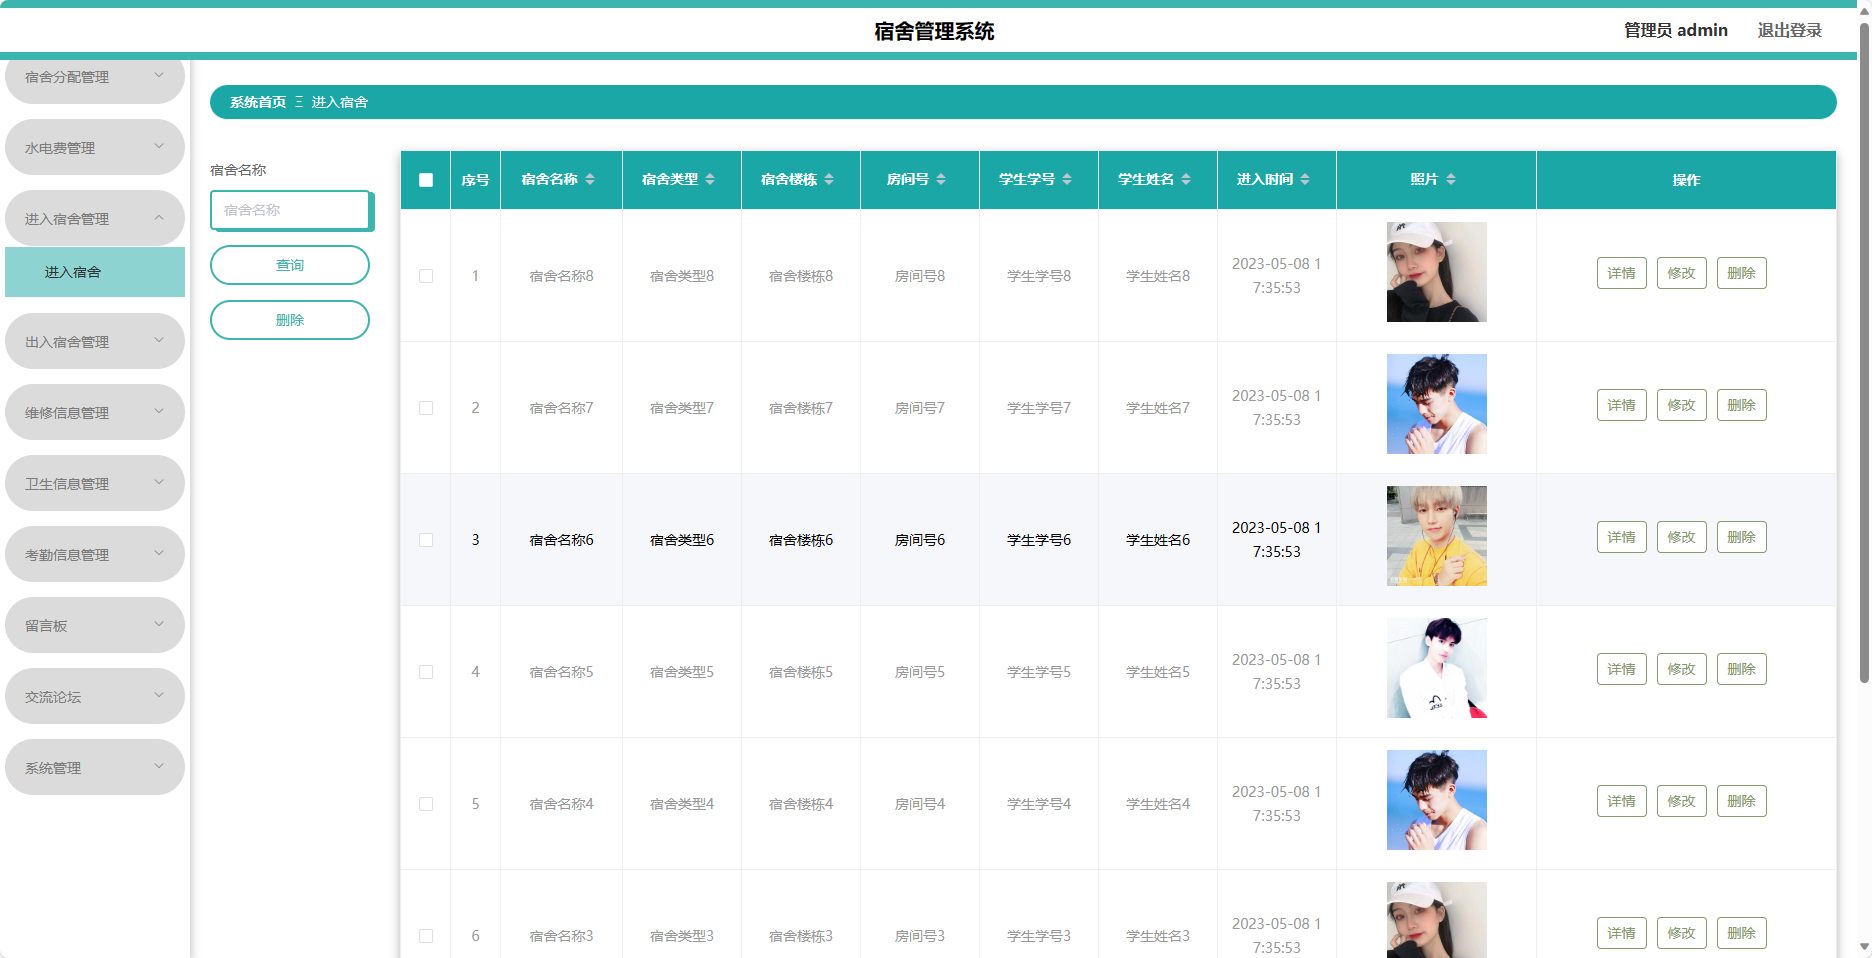 宿舍管理系统
管理员 admin
退出登录
宿舍分配管理
水电费管理
进入宿舍管理
进入宿舍
出入宿舍管理
维修信息管理
卫生信息管理
考勤信息管理
留言板
交流论坛
系统管理
系统首页 Ξ 进入宿舍
宿舍名称
宿舍名称
查询
删除
序号 宿舍名称 宿舍类型 宿舍楼栋 房间号 学生学号 学生姓名 进入时间 照片 操作
1 宿舍名称8 宿舍类型8 宿舍楼栋8 房间号8 学生学号8 学生姓名8 2023-05-08 1
7:35:53
详情 修改 删除
2 宿舍名称7 宿舍类型7 宿舍楼栋7 房间号7 学生学号7 学生姓名7 2023-05-08 1
7:35:53
详情 修改 删除
3 宿舍名称6 宿舍类型6 宿舍楼栋6 房间号6 学生学号6 学生姓名6 2023-05-08 1
7:35:53
详情 修改 删除
4 宿舍名称5 宿舍类型5 宿舍楼栋5 房间号5 学生学号5 学生姓名5 2023-05-08 1
7:35:53
详情 修改 删除
5 宿舍名称4 宿舍类型4 宿舍楼栋4 房间号4 学生学号4 学生姓名4 2023-05-08 1
7:35:53
详情 修改 删除
6 宿舍名称3 宿舍类型3 宿舍楼栋3 房间号3 学生学号3 学生姓名3 2023-05-08 1
7:35:53
详情 修改 删除